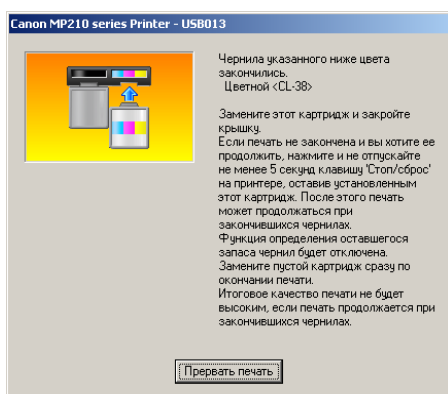 Canon MP210 series Printer - USB013
Чернила указанного ниже цвета
закончились.
Цветной <CL-38>
Замените этот картридж и закройте
крышку.
Если печать не закончена и вы хотите ее
продолжить, нажмите и не отпускайте
не менее 5 секунд клавишу 'Стоп/сброс'
на принтере, оставив установленным
этот картридж. После этого печать
может продолжаться при
закончившихся чернилах.
Функция определения оставшегося
запаса чернил будет отключена.
Замените пустой картридж сразу по
окончании печати.
Итоговое качество печати не будет
высоким, если печать продолжается при
закончившихся чернилах.
Прервать печать